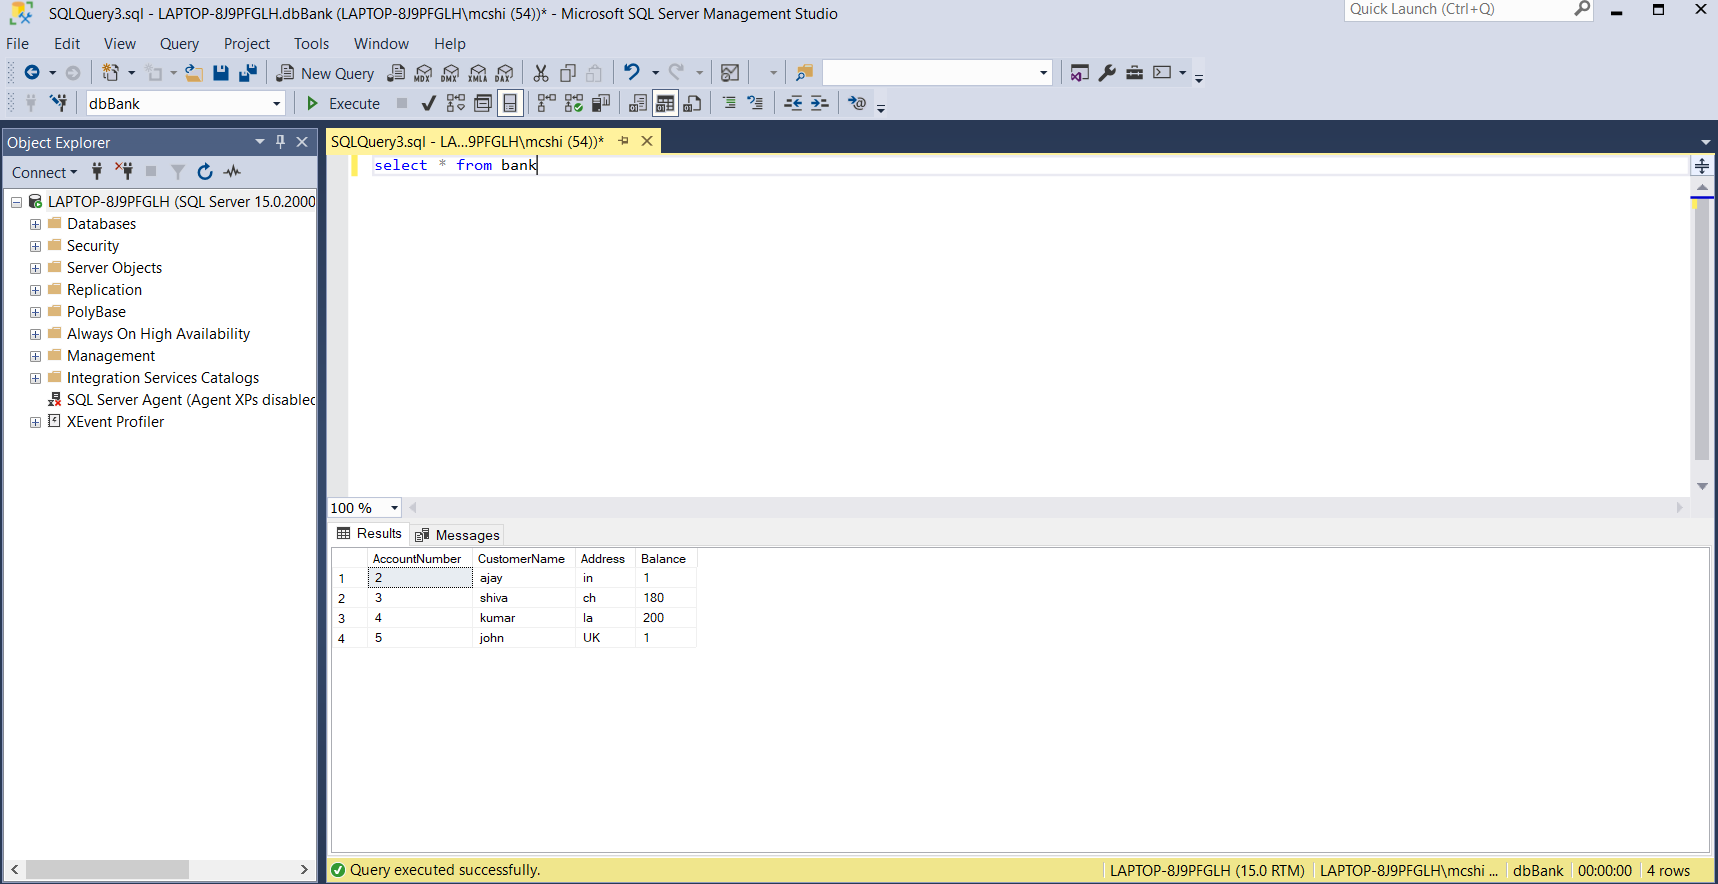 SQLQuery3.sql - LAPTOP-8J9PFGLH.dbBank (LAPTOP-8J9PFGLH\mcshi (54))* - Microsoft SQL Server Management Studio
Quick Launch (Ctrl+Q)
File Edit View Query Project Tools Window Help
New Query MDX DMX XMLA DAX
dbBank Execute
Object Explorer
SQLQuery3.sql - LA...9PFGLH\mcshi (54))*
Connect
select * from bank
LAPTOP-8J9PFGLH (SQL Server 15.0.2000
Databases
Security
Server Objects
Replication
PolyBase
Always On High Availability
Management
Integration Services Catalogs
SQL Server Agent (Agent XPs disabled
XEvent Profiler
100 %
Results Messages
AccountNumber CustomerName Address Balance
1 2 ajay in 1
2 3 shiva ch 180
3 4 kumar la 200
4 5 john UK 1
Query executed successfully. LAPTOP-8J9PFGLH (15.0 RTM) LAPTOP-8J9PFGLH\mcshi ... dbBank 00:00:00 4 rows